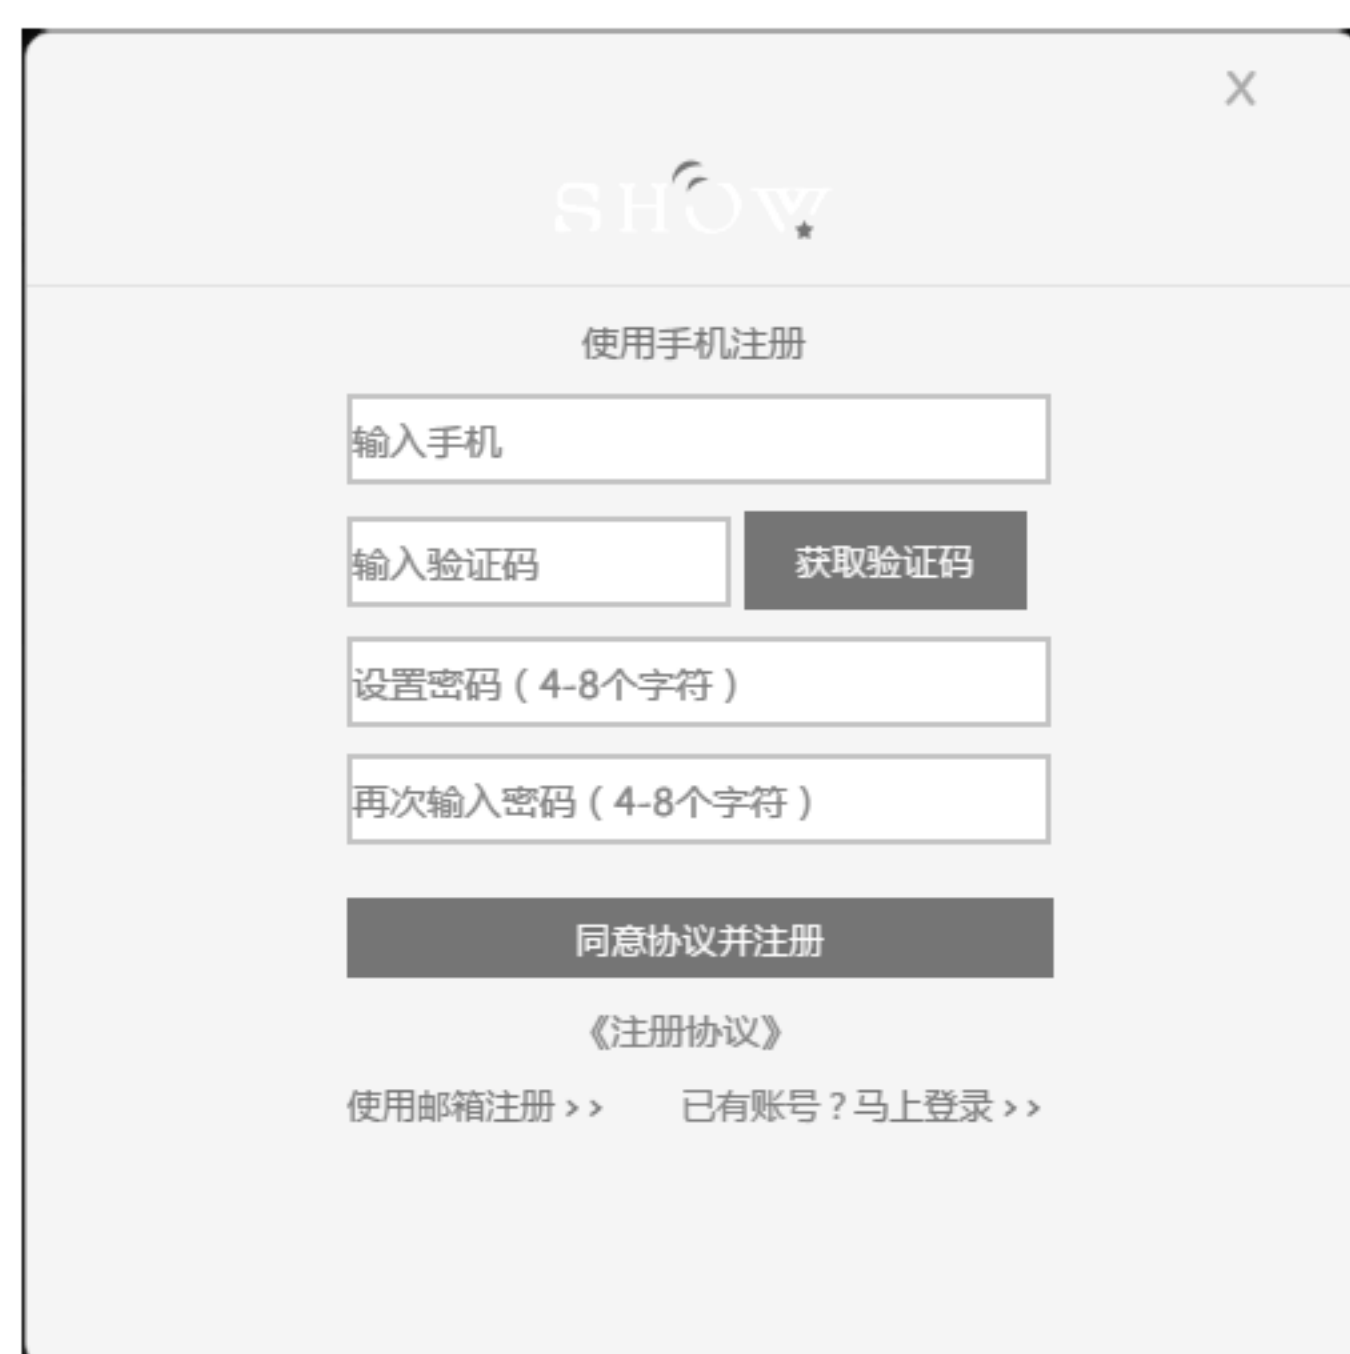 X
SHOW
使用手机注册
输入手机
输入验证码 获取验证码
设置密码（4-8个字符）
再次输入密码（4-8个字符）
同意协议并注册
《注册协议》
使用邮箱注册>> 已有账号？马上登录>>